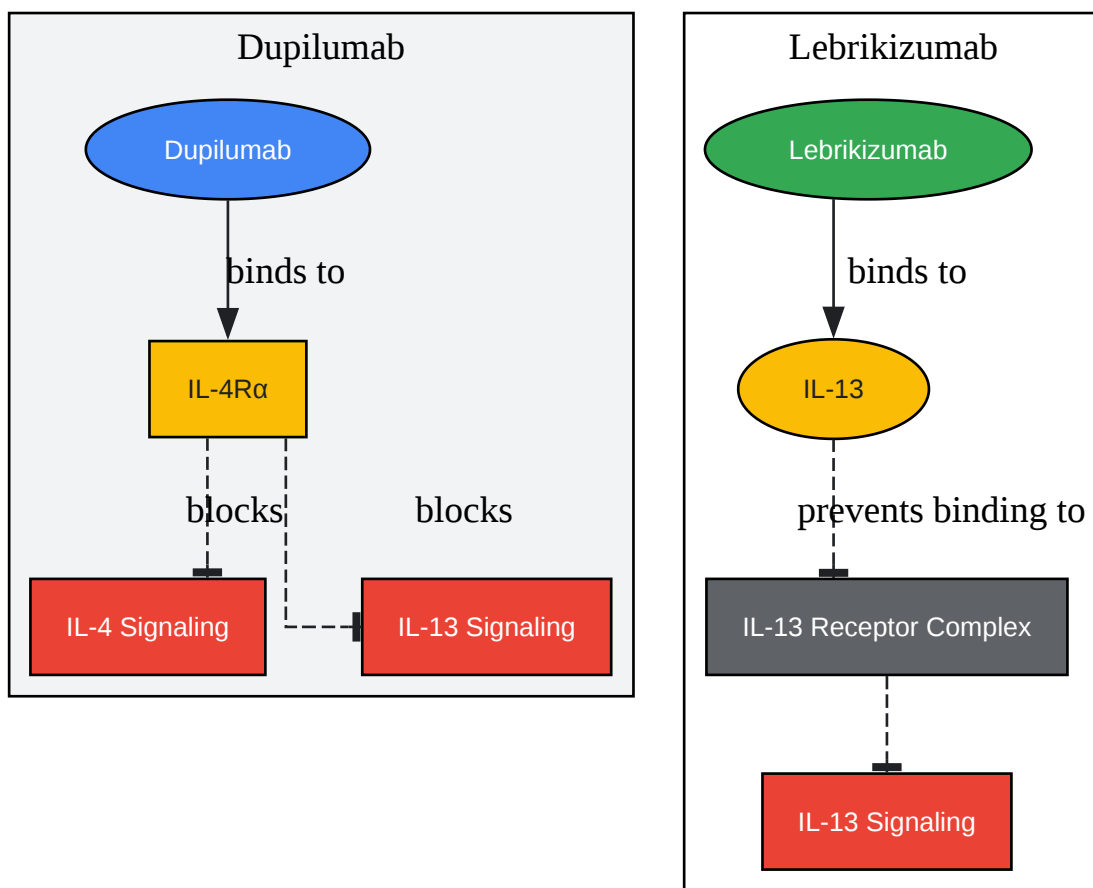 Dupilumab
Dupilumab
binds to
IL-4Rα
blocks
blocks
IL-4 Signaling
IL-13 Signaling
Lebrikizumab
Lebrikizumab
binds to
IL-13
prevents binding to
IL-13 Receptor Complex
IL-13 Signaling